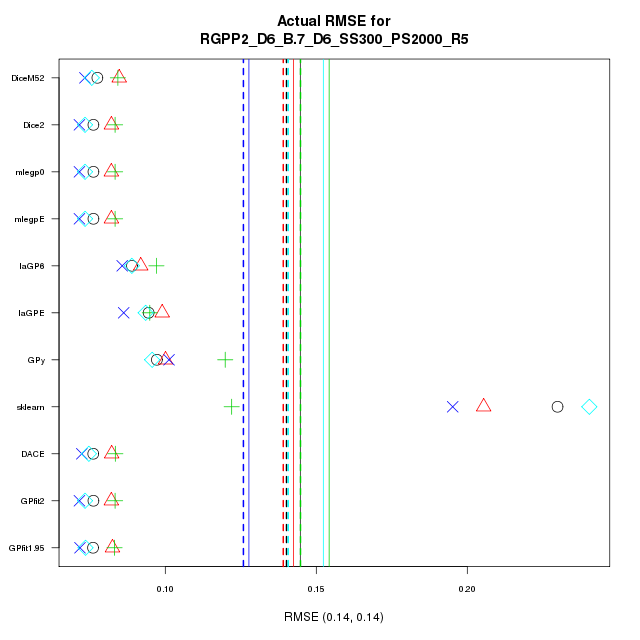 Actual RMSE for
RGPP2_D6_B.7_D6_SS300_PS2000_R5
DiceM52
Dice2
mlegp0
mlegpE
laGP6
laGPE
GPy
sklearn
DACE
GPfit2
GPfit1.95
0.10 0.15 0.20
RMSE (0.14, 0.14)